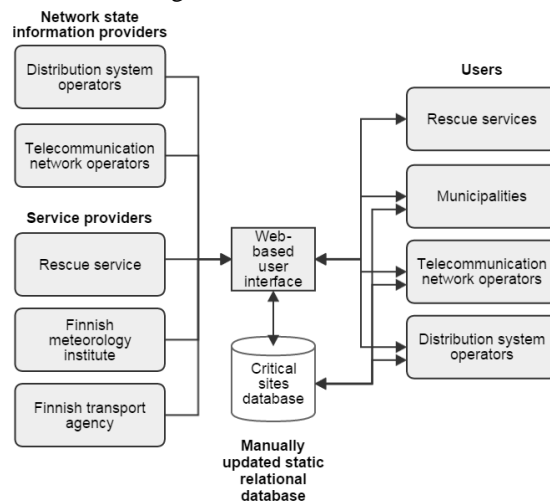 Network state
information providers
Distribution system
operators
Telecommunication
network operators
Service providers
Rescue service
Finnish
meteorology
institute
Finnish transport
agency
Web-
based
user
interface
Critical
sites
database
Manually
updated static
relational
database
Users
Rescue services
Municipalities
Telecommunication
network operators
Distribution system
operators